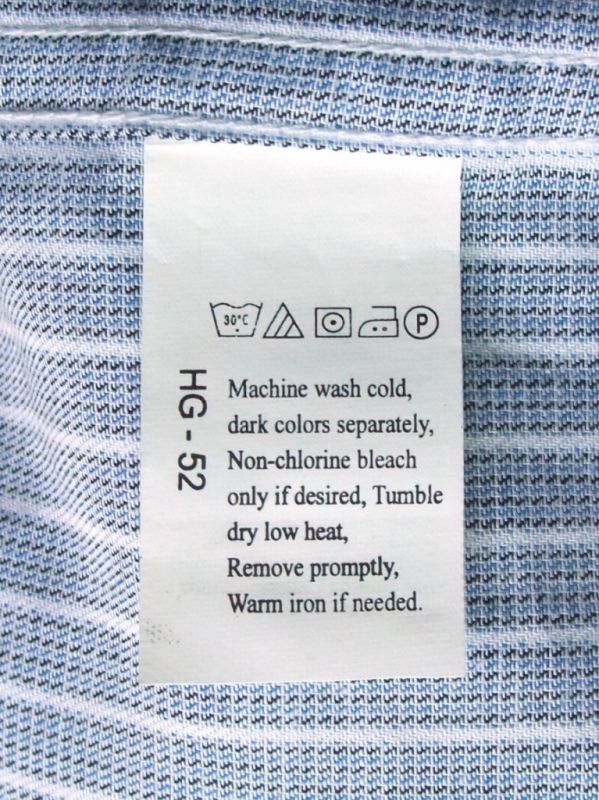 30°C
P
HG - 52
Machine wash cold,
dark colors separately,
Non-chlorine bleach
only if desired, Tumble
dry low heat,
Remove promptly,
Warm iron if needed.